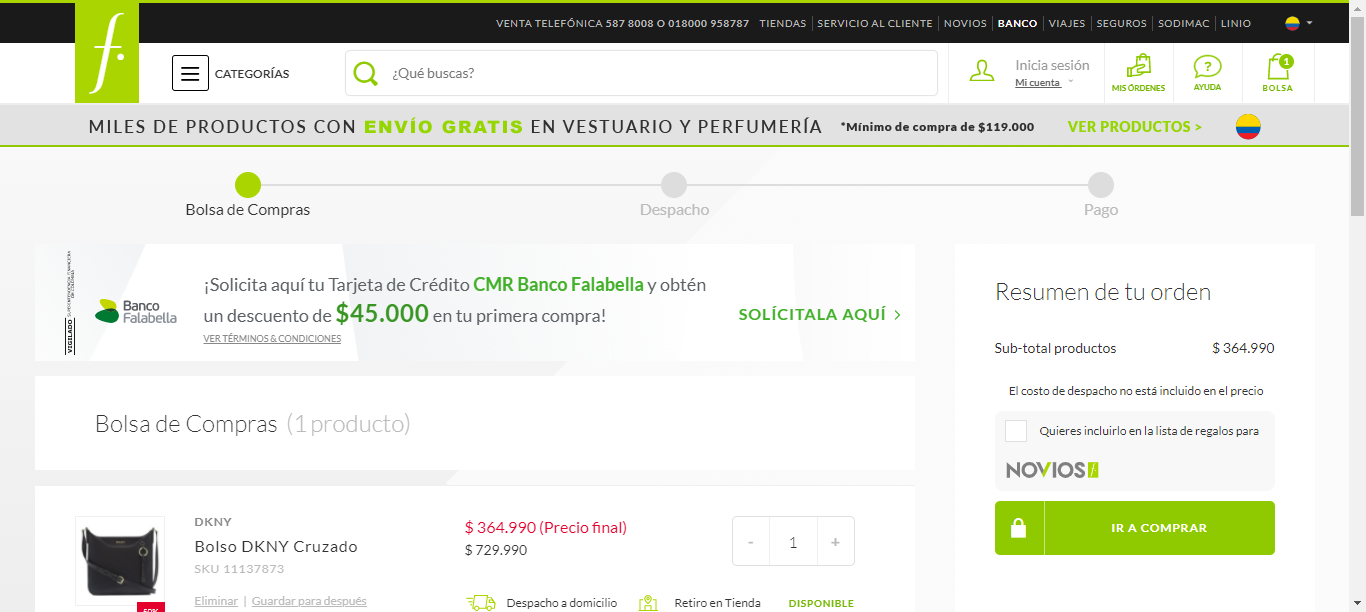 VENTA TELEFÓNICA 587 8008 O 018000 958787 TIENDAS SERVICIO AL CLIENTE NOVIOS BANCO VIAJES SEGUROS SODIMAC LINIO
f.
CATEGORÍAS
¿Qué buscas?
Inicia sesión
Mi cuenta
MIS ÓRDENES
AYUDA
1
BOLSA
MILES DE PRODUCTOS CON ENVÍO GRATIS EN VESTUARIO Y PERFUMERÍA *Mínimo de compra de $119.000 VER PRODUCTOS >
Bolsa de Compras
Despacho
Pago
VIGILADO
Banco
Falabella
¡Solicita aquí tu Tarjeta de Crédito CMR Banco Falabella y obtén
un descuento de $45.000 en tu primera compra!
VER TÉRMINOS & CONDICIONES
SOLÍCITALA AQUÍ >
Bolsa de Compras (1 producto)
DKNY
Bolso DKNY Cruzado
SKU 11137873
Eliminar | Guardar para después
$ 364.990 (Precio final)
$ 729.990
- 1 +
Despacho a domicilio
Retiro en Tienda
DISPONIBLE
Resumen de tu orden
Sub-total productos $ 364.990
El costo de despacho no está incluido en el precio
Quieres incluirlo en la lista de regalos para
NOVIOS f.
IR A COMPRAR